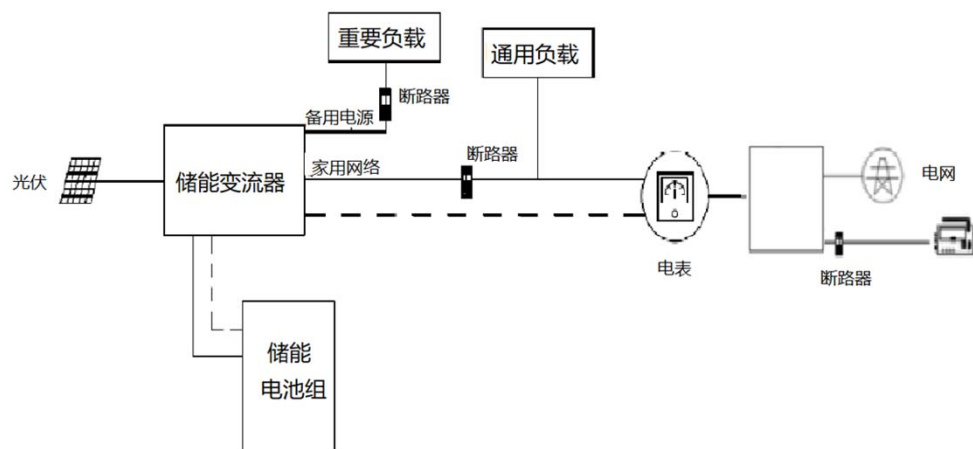 重要负载
通用负载
断路器
备用电源
断路器
家用网络
光伏
储能变流器
电网
电表
断路器
储能
电池组